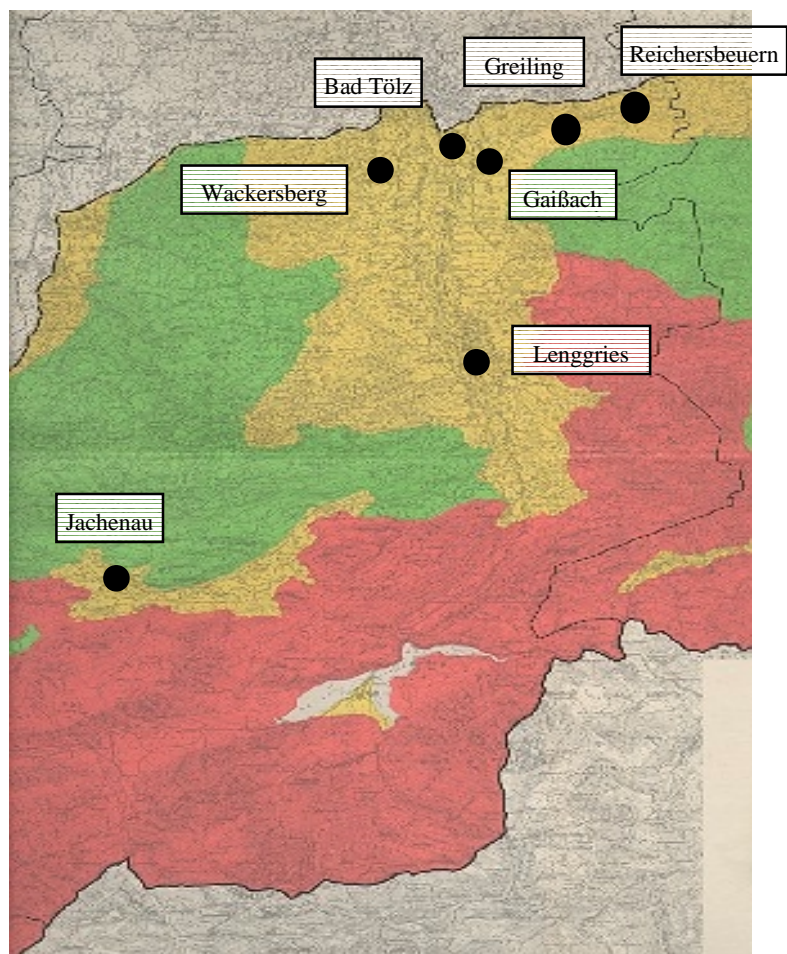 Reichersbeuern
Greiling
Bad Tölz
Wackersberg
Gaißach
Lenggries
Jachenau